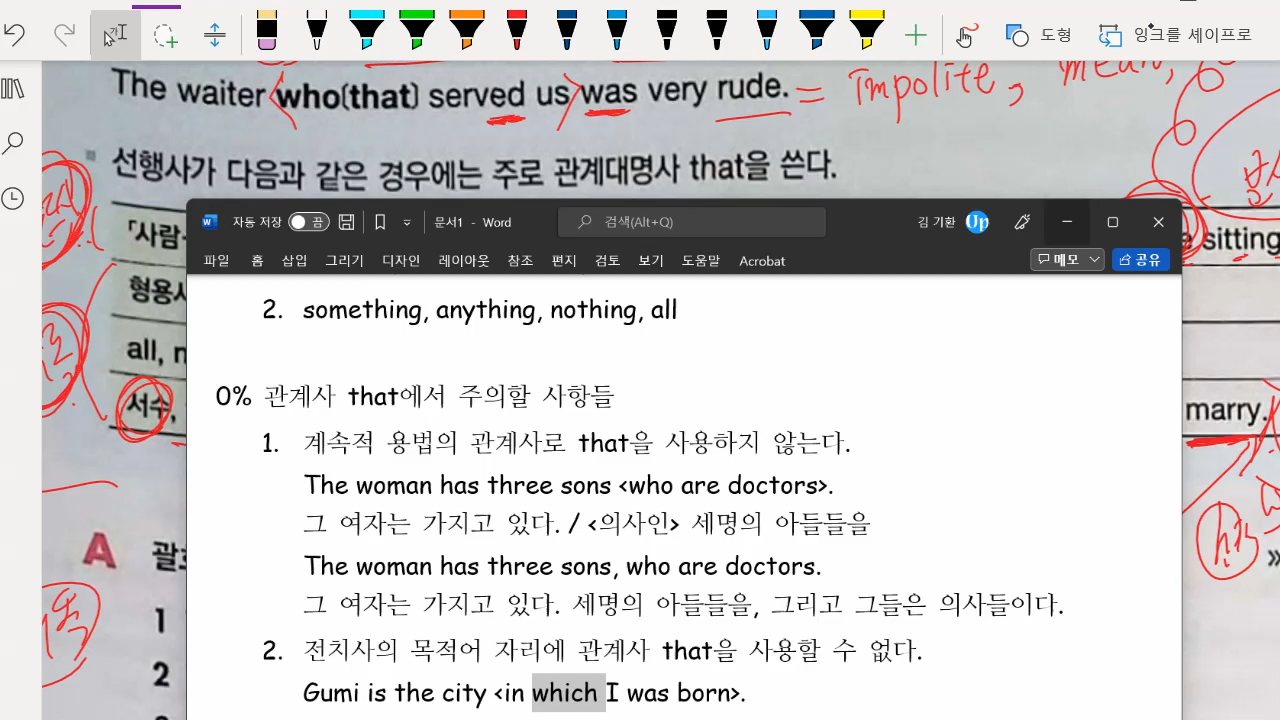 도형
잉크를 셰이프로
The waiter who(that) served us was very rude. = Impolite, mean,
선행사가 다음과 같은 경우에는 주로 관계대명사 that을 쓴다.
자동 저장 끔 문서1 - Word 검색(Alt+Q) 김 기환 Up
「사람
sitting
파일 홈 삽입 그리기 디자인 레이아웃 참조 편지 검토 보기 도움말 Acrobat 메모 공유
형용사
2. something, anything, nothing, all
all, n
0% 관계사 that에서 주의할 사항들
서수,
marry.
1. 계속적 용법의 관계사로 that을 사용하지 않는다.
The woman has three sons <who are doctors>.
그 여자는 가지고 있다. / <의사인> 세명의 아들들을
A
The woman has three sons, who are doctors.
그 여자는 가지고 있다. 세명의 아들들을, 그리고 그들은 의사들이다.
1
2. 전치사의 목적어 자리에 관계사 that을 사용할 수 없다.
2
Gumi is the city <in which I was born>.